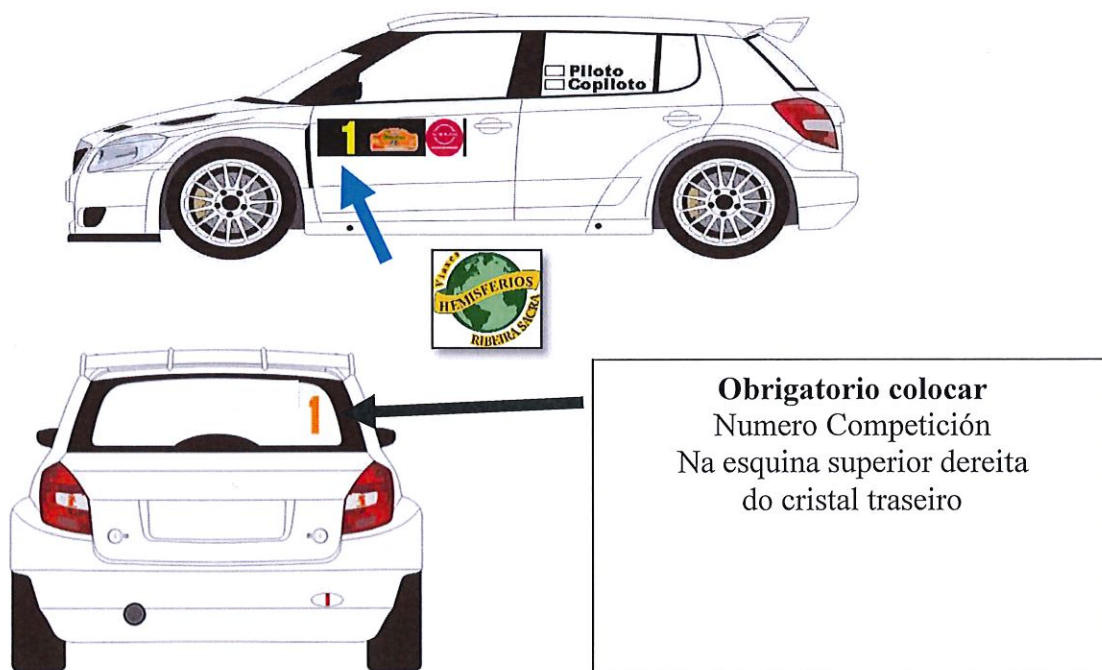 Piloto
Copiloto
1
Viaxes
HEMISFERIOS
RIBEIRA SACRA
1
Obrigatorio colocar
Numero Competición
Na esquina superior dereita
do cristal traseiro